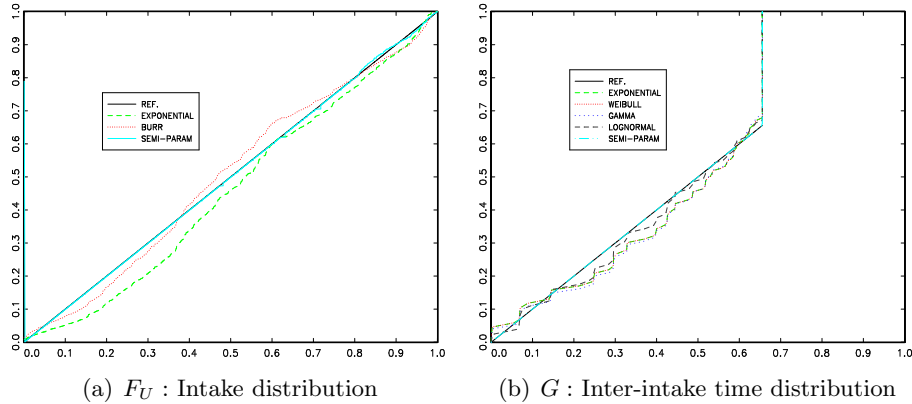 1.0
0.9
0.8
0.7
0.6
0.5
0.4
0.3
0.2
0.1
0.0
REF.
EXPONENTIAL
BURR
SEMI-PARAM
0.0 0.1 0.2 0.3 0.4 0.5 0.6 0.7 0.8 0.9 1.0
(a) F_U : Intake distribution
1.0
0.9
0.8
0.7
0.6
0.5
0.4
0.3
0.2
0.1
0.0
REF.
EXPONENTIAL
WEIBULL
GAMMA
LOGNORMAL
SEMI-PARAM
0.0 0.1 0.2 0.3 0.4 0.5 0.6 0.7 0.8 0.9 1.0
(b) G : Inter-intake time distribution